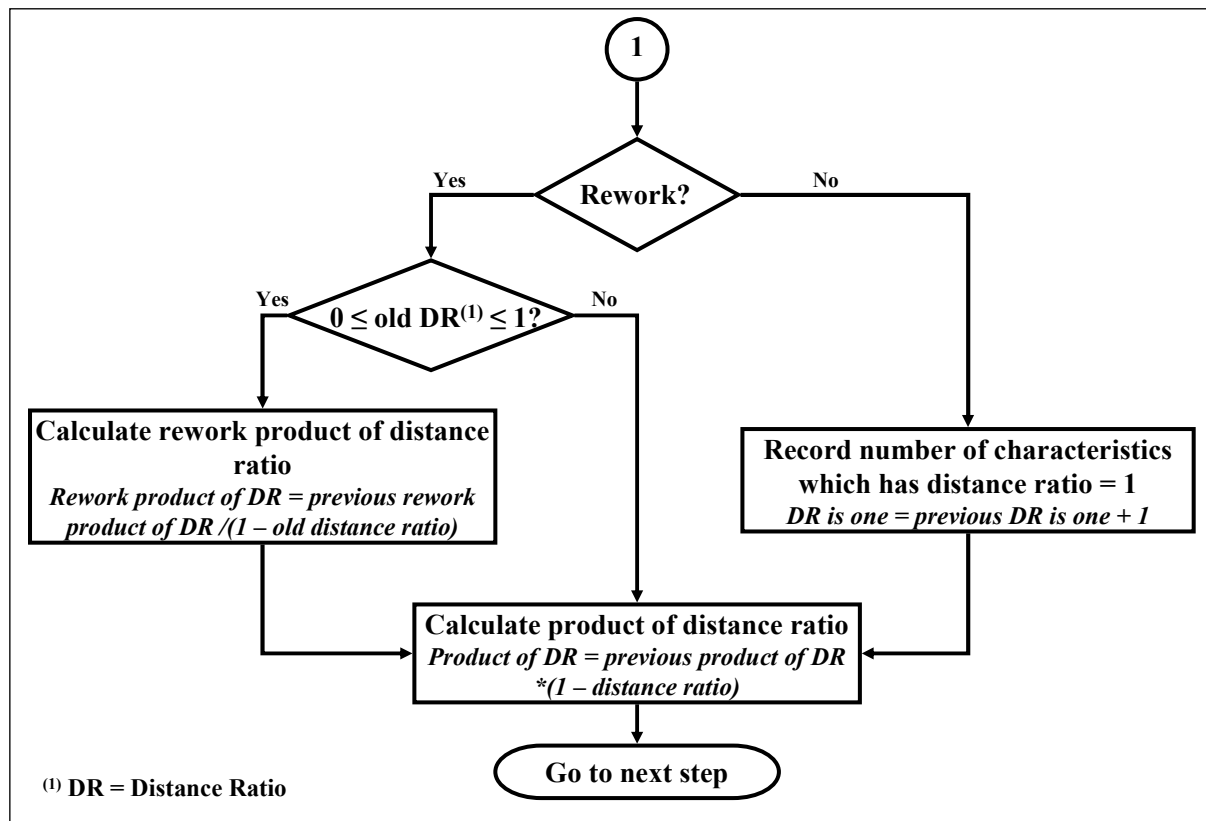 1
Rework?
Yes
No
0 ≤ old DR⁽¹⁾ ≤ 1?
Yes
No
Calculate rework product of distance
ratio
Rework product of DR = previous rework
product of DR /(1 – old distance ratio)
Record number of characteristics
which has distance ratio = 1
DR is one = previous DR is one + 1
Calculate product of distance ratio
Product of DR = previous product of DR
*(1 – distance ratio)
Go to next step
⁽¹⁾ DR = Distance Ratio